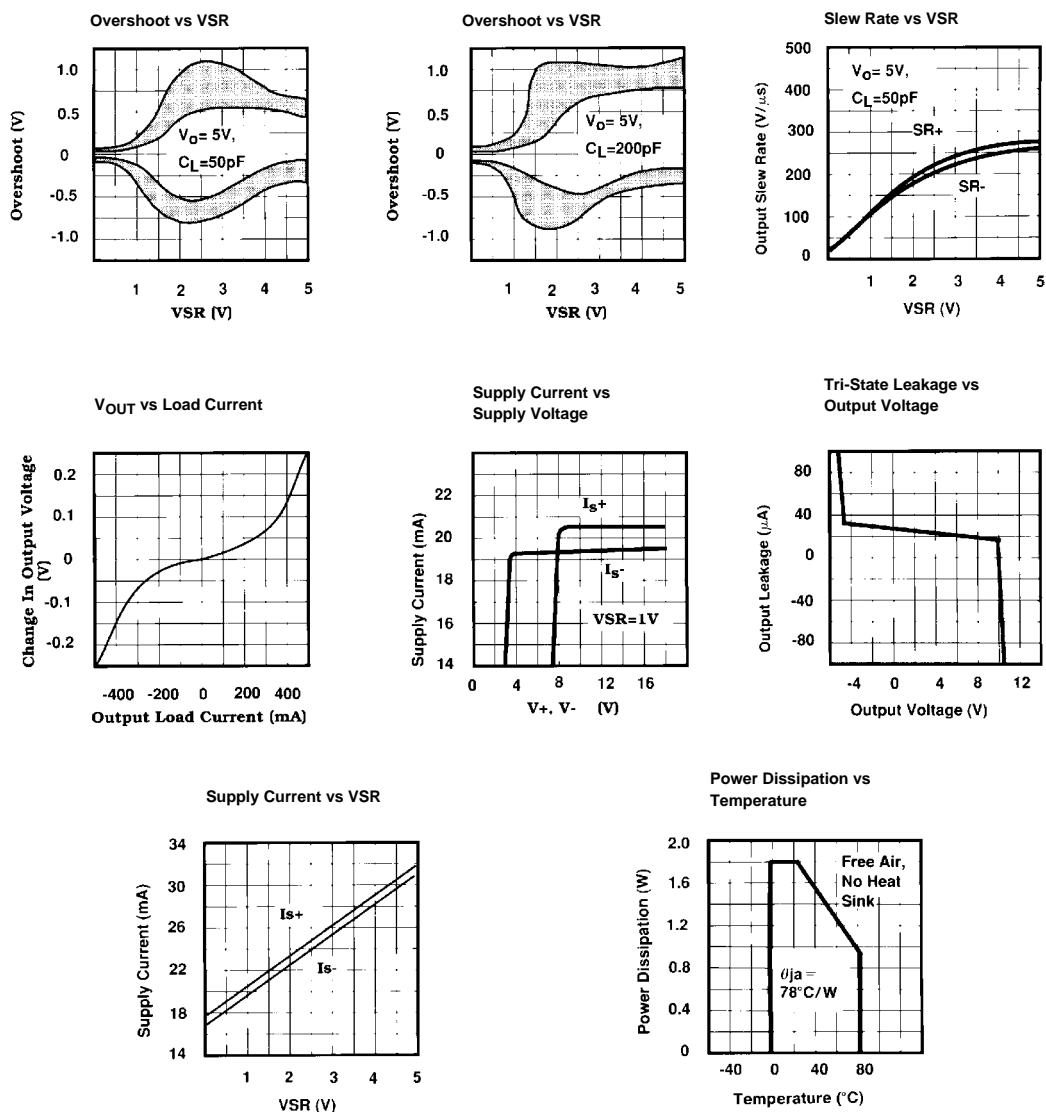 Overshoot vs VSR
1.0
0.5
0
-0.5
-1.0
Overshoot (V)
VO= 5V,
CL=50pF
1 2 3 4 5
VSR (V)
Overshoot vs VSR
1.0
0.5
0
-0.5
-1.0
Overshoot (V)
VO= 5V,
CL=200pF
1 2 3 4 5
VSR (V)
Slew Rate vs VSR
500
400
300
200
100
0
Output Slew Rate (V/μs)
VO= 5V,
CL=50pF
SR+
SR-
1 2 3 4 5
VSR (V)
VOUT vs Load Current
0.2
0.1
0
-0.1
-0.2
Change In Output Voltage
(V)
-400 -200 0 200 400
Output Load Current (mA)
Supply Current vs
Supply Voltage
22
20
18
16
14
Supply Current (mA)
Is+
Is-
VSR=1V
0 4 8 12 16
V+, V- (V)
Tri-State Leakage vs
Output Voltage
80
40
0
-40
-80
Output Leakage (μA)
-4 0 4 8 12
Output Voltage (V)
Supply Current vs VSR
34
30
26
22
18
14
Supply Current (mA)
Is+
Is-
1 2 3 4 5
VSR (V)
Power Dissipation vs
Temperature
2.0
1.6
1.2
0.8
0.4
0
Power Dissipation (W)
Free Air,
No Heat
Sink
θja =
78°C/W
-40 0 40 80
Temperature (°C)